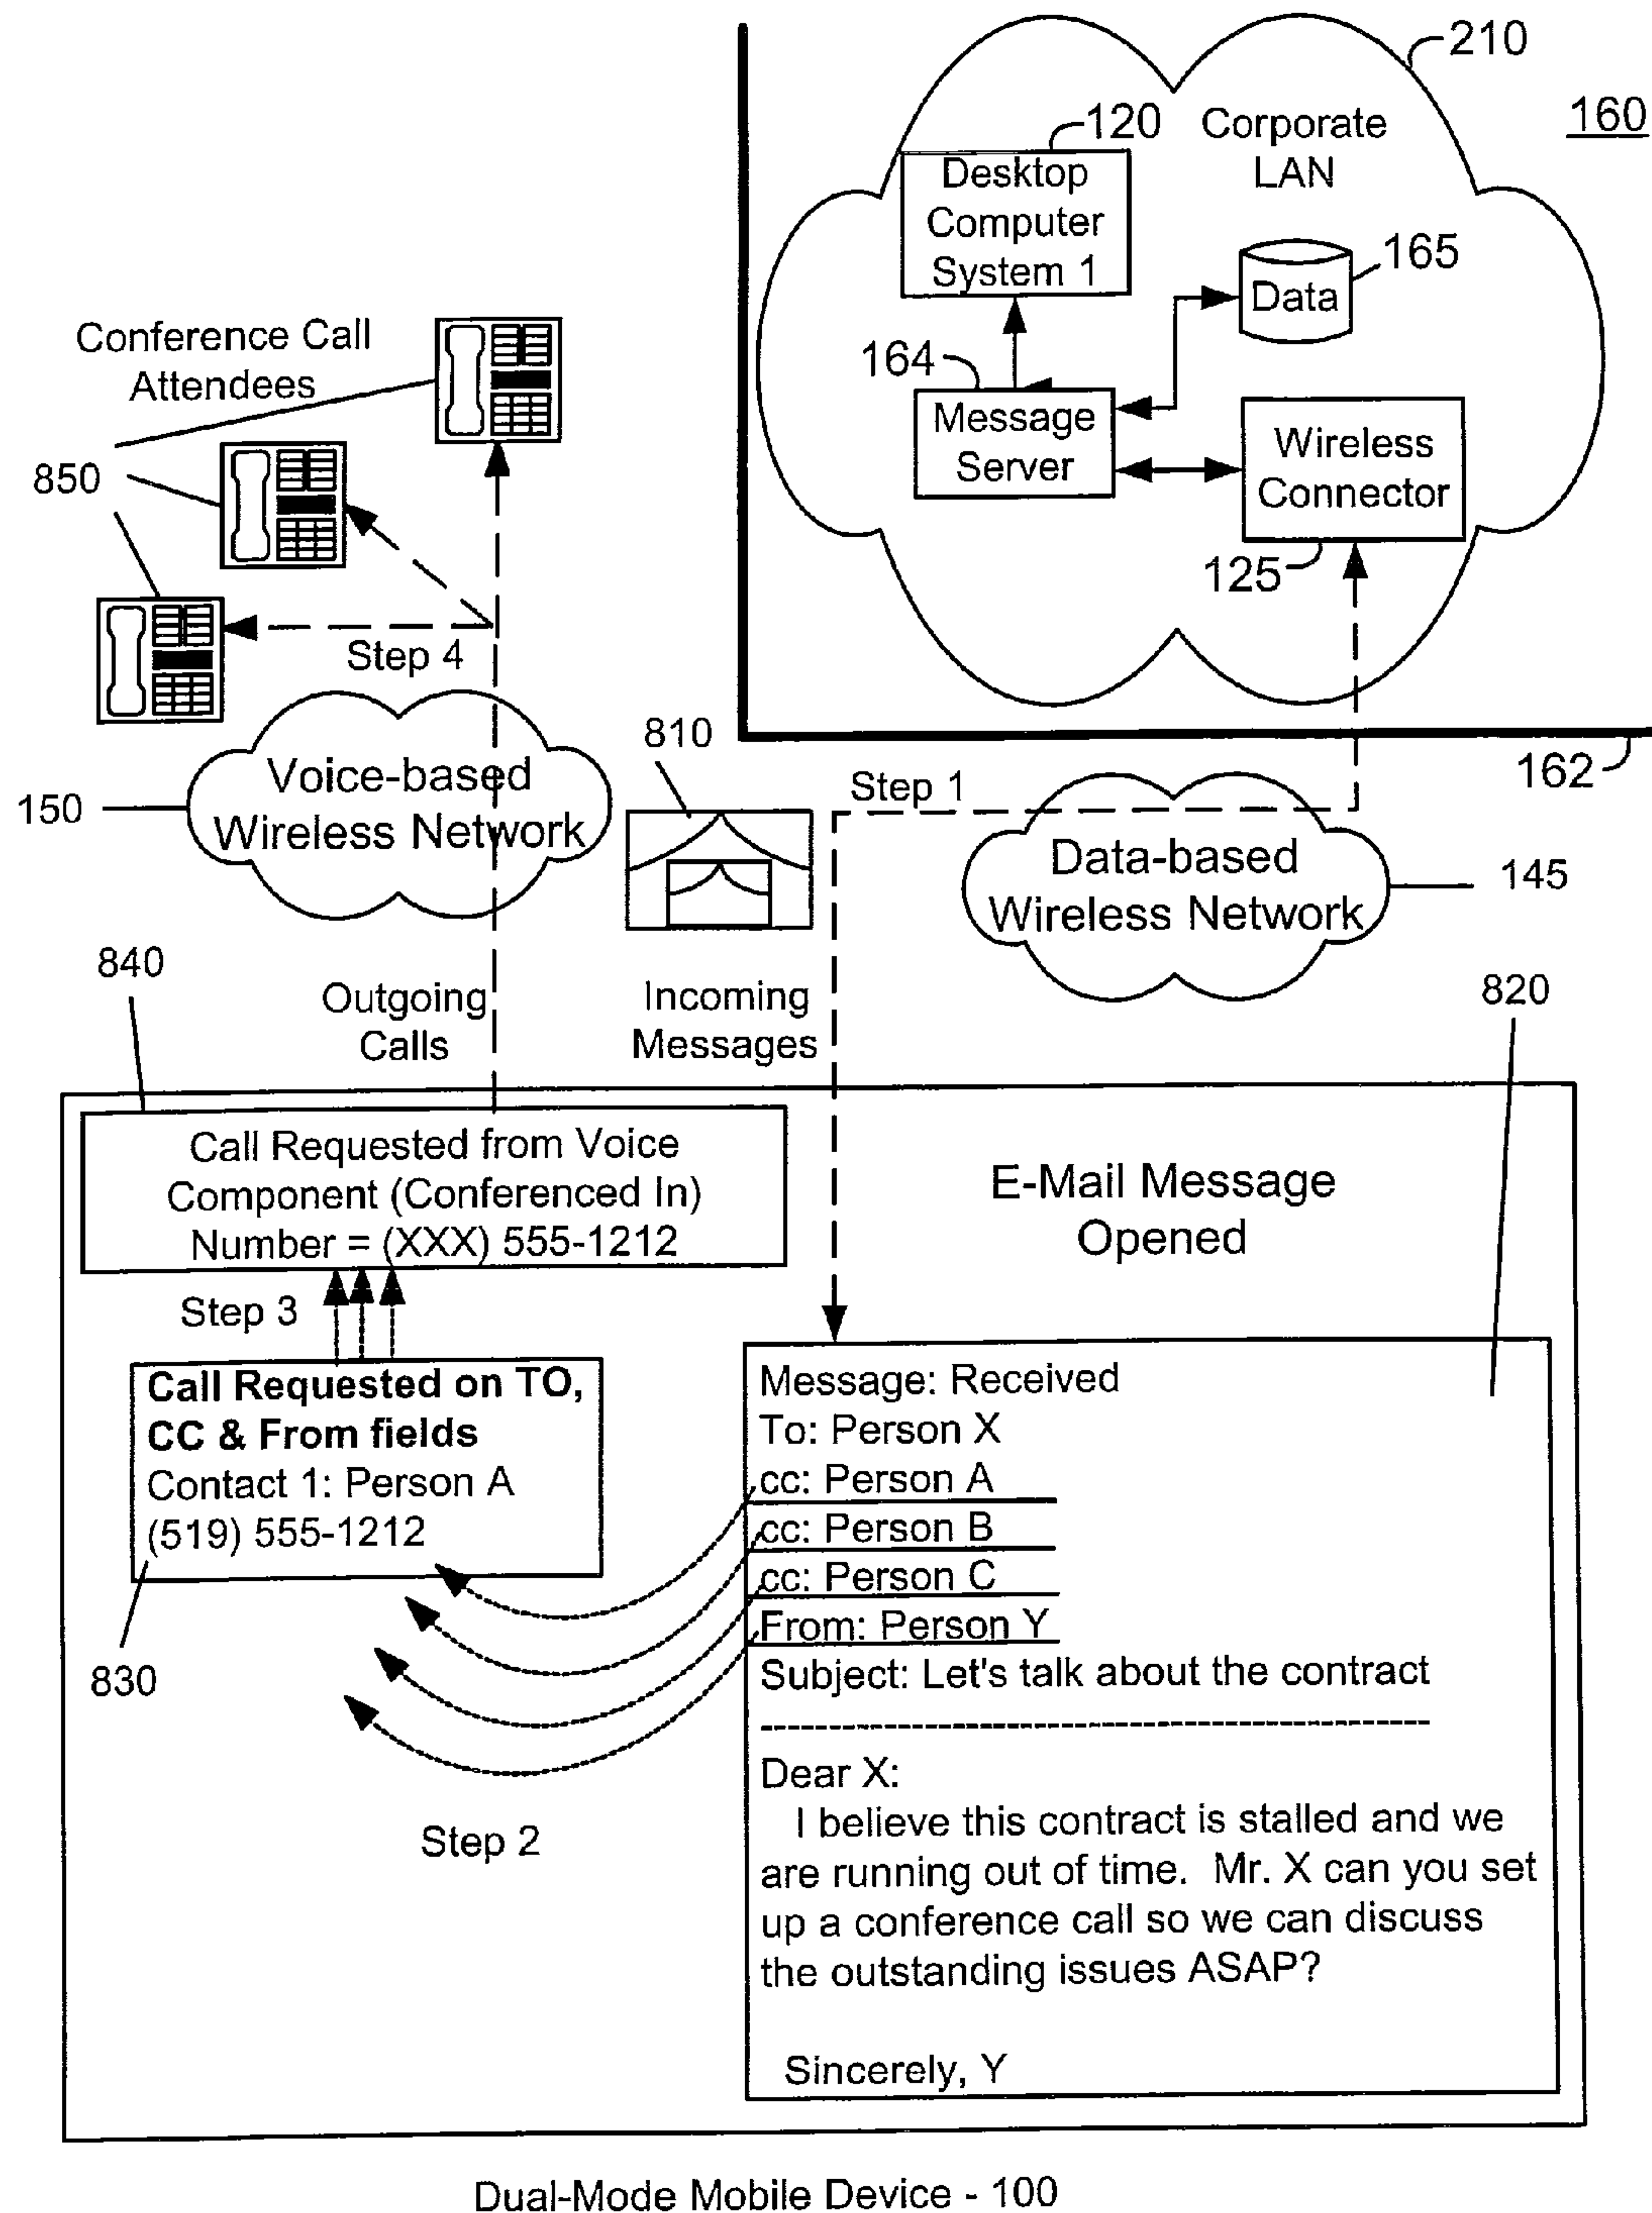 210
160
120
Corporate
LAN
Desktop
Computer
System 1
165
Data
164
Message
Server
Wireless
Connector
125
162
Conference Call
Attendees
850
Step 4
810
Voice-based
Wireless Network
150
Step 1
Data-based
Wireless Network
145
840
Outgoing
Calls
Incoming
Messages
820
Call Requested from Voice
Component (Conferenced In)
Number = (XXX) 555-1212
E-Mail Message
Opened
Step 3
Call Requested on TO,
CC & From fields
Contact 1: Person A
(519) 555-1212
830
Step 2
Message: Received
To: Person X
cc: Person A
cc: Person B
cc: Person C
From: Person Y
Subject: Let's talk about the contract
Dear X:
I believe this contract is stalled and we
are running out of time. Mr. X can you set
up a conference call so we can discuss
the outstanding issues ASAP?
Sincerely, Y
Dual-Mode Mobile Device - 100